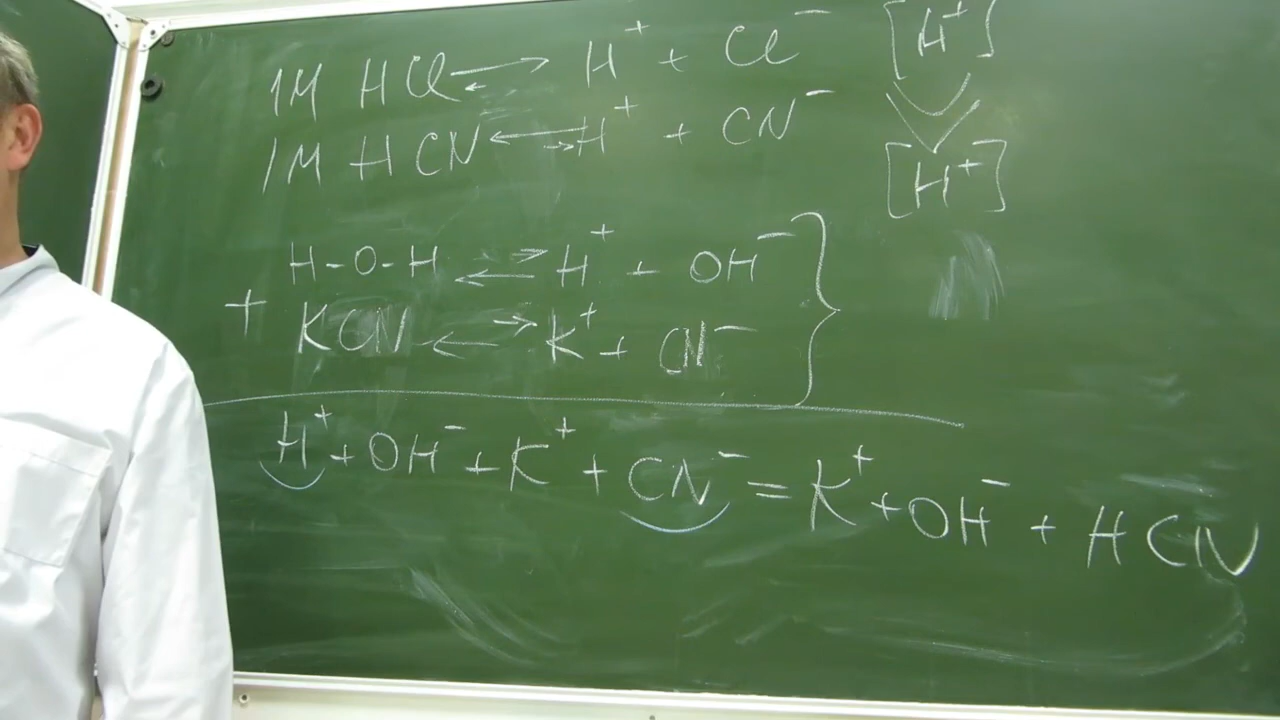 1M HCl ⇄ H⁺ + Cl⁻ [H⁺]
1M HCN ⇆ H⁺ + CN⁻ [H⁺]
H-O-H ⇄ H⁺ + OH⁻
+ KCN ⇄ K⁺ + CN⁻
H⁺ + OH⁻ + K⁺ + CN⁻ = K⁺ + OH⁻ + HCN